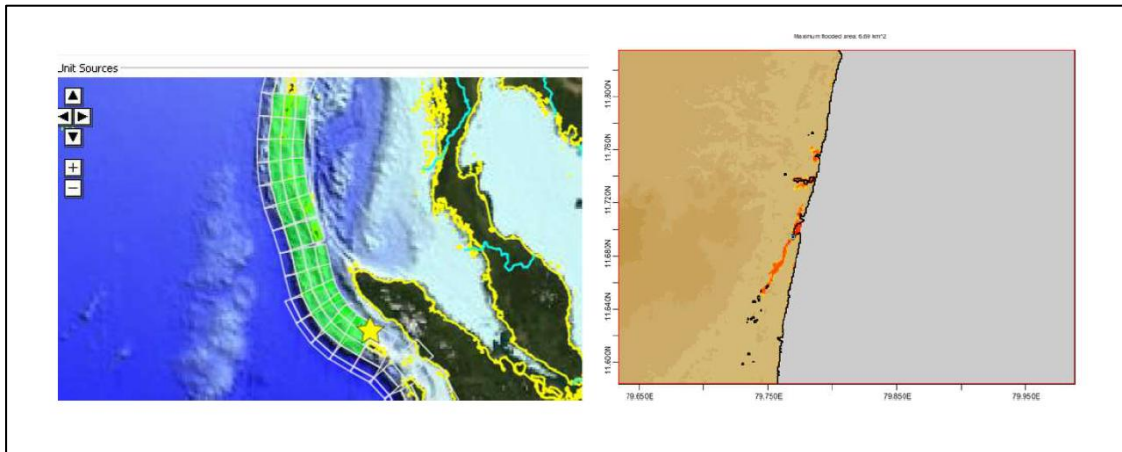 Unit Sources
Maximum flooded area: 6.69 km^2
11.800N
11.760N
11.720N
11.680N
11.640N
11.600N
79.650E
79.750E
79.850E
79.950E